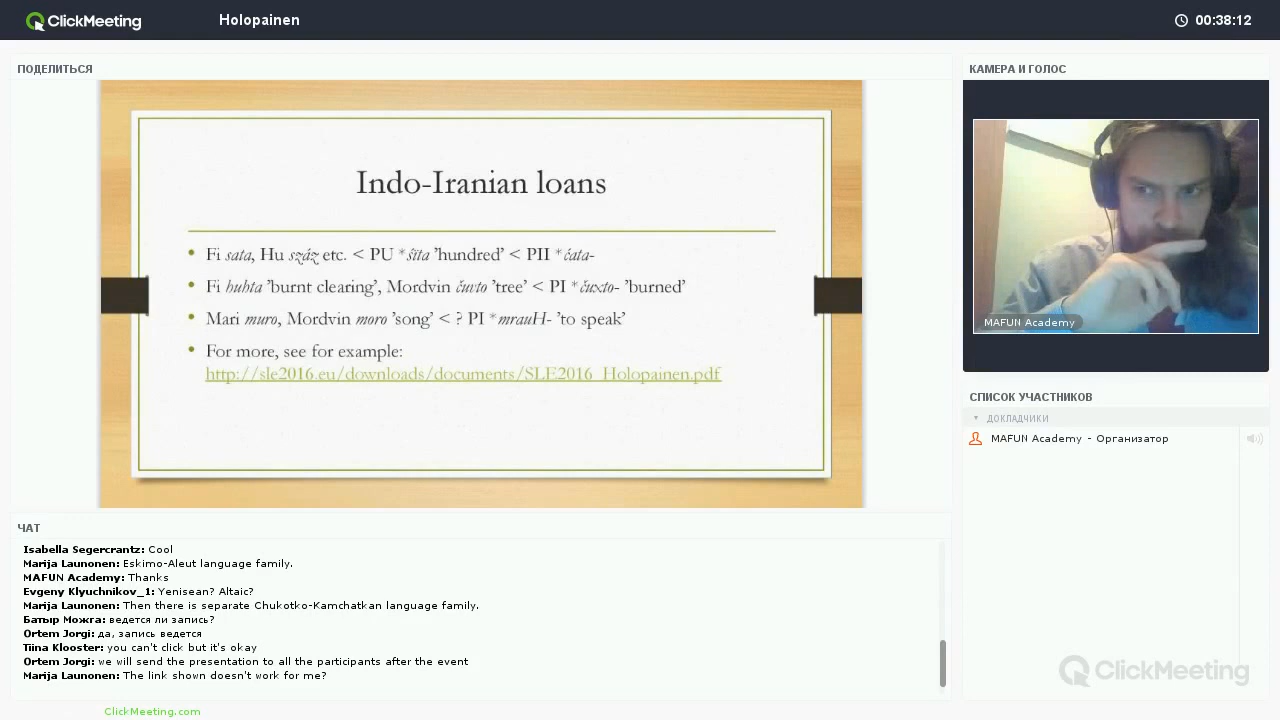 ClickMeeting
Holopainen
00:38:12
ПОДЕЛИТЬСЯ
Indo-Iranian loans
• Fi sata, Hu száz etc. < PU *śɪta ’hundred’ < PII *ćata-
• Fi huhta ’burnt clearing’, Mordvin čuvto ’tree’ < PI *čuxto- ’burned’
• Mari muro, Mordvin moro ’song’ < ? PI *mrauH- ’to speak’
• For more, see for example:
http://sle2016.eu/downloads/documents/SLE2016_Holopainen.pdf
КАМЕРА И ГОЛОС
MAFUN Academy
СПИСОК УЧАСТНИКОВ
ДОКЛАДЧИКИ
MAFUN Academy - Организатор
ЧАТ
Isabella Segercrantz: Cool
Marija Launonen: Eskimo-Aleut language family.
MAFUN Academy: Thanks
Evgeny Klyuchnikov_1: Yenisean? Altaic?
Marija Launonen: Then there is separate Chukotko-Kamchatkan language family.
Батыр Можга: ведется ли запись?
Ortem Jorgi: да, запись ведется
Tiina Klooster: you can't click but it's okay
Ortem Jorgi: we will send the presentation to all the participants after the event
Marija Launonen: The link shown doesn't work for me?
ClickMeeting
ClickMeeting.com